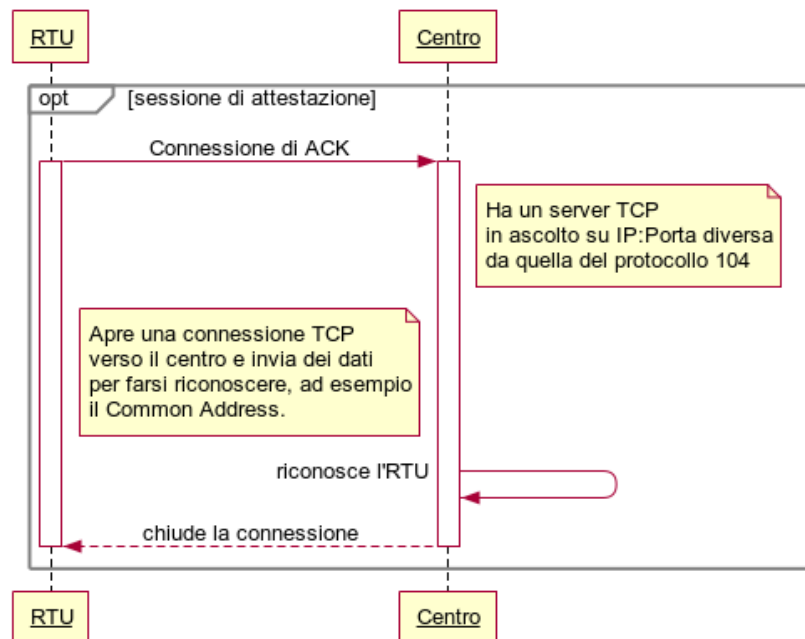 RTU
Centro
opt
[sessione di attestazione]
Connessione di ACK
Ha un server TCP
in ascolto su IP:Porta diversa
da quella del protocollo 104
Apre una connessione TCP
verso il centro e invia dei dati
per farsi riconoscere, ad esempio
il Common Address.
riconosce l'RTU
chiude la connessione
RTU
Centro